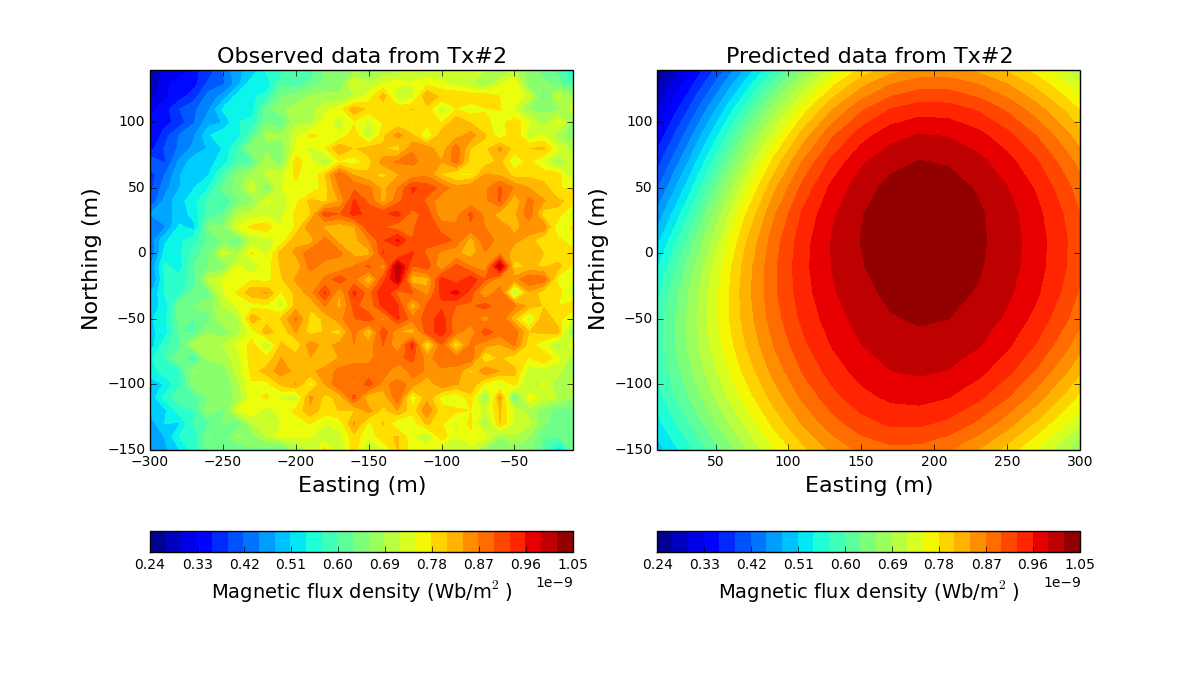 Observed data from Tx#2
Predicted data from Tx#2
100
50
0
−50
−100
−150
Northing (m)
−300 −250 −200 −150 −100 −50
Easting (m)
100
50
0
−50
−100
−150
Northing (m)
50 100 150 200 250 300
Easting (m)
0.24 0.33 0.42 0.51 0.60 0.69 0.78 0.87 0.96 1.05
1e−9
Magnetic flux density (Wb/m² )
0.24 0.33 0.42 0.51 0.60 0.69 0.78 0.87 0.96 1.05
1e−9
Magnetic flux density (Wb/m² )